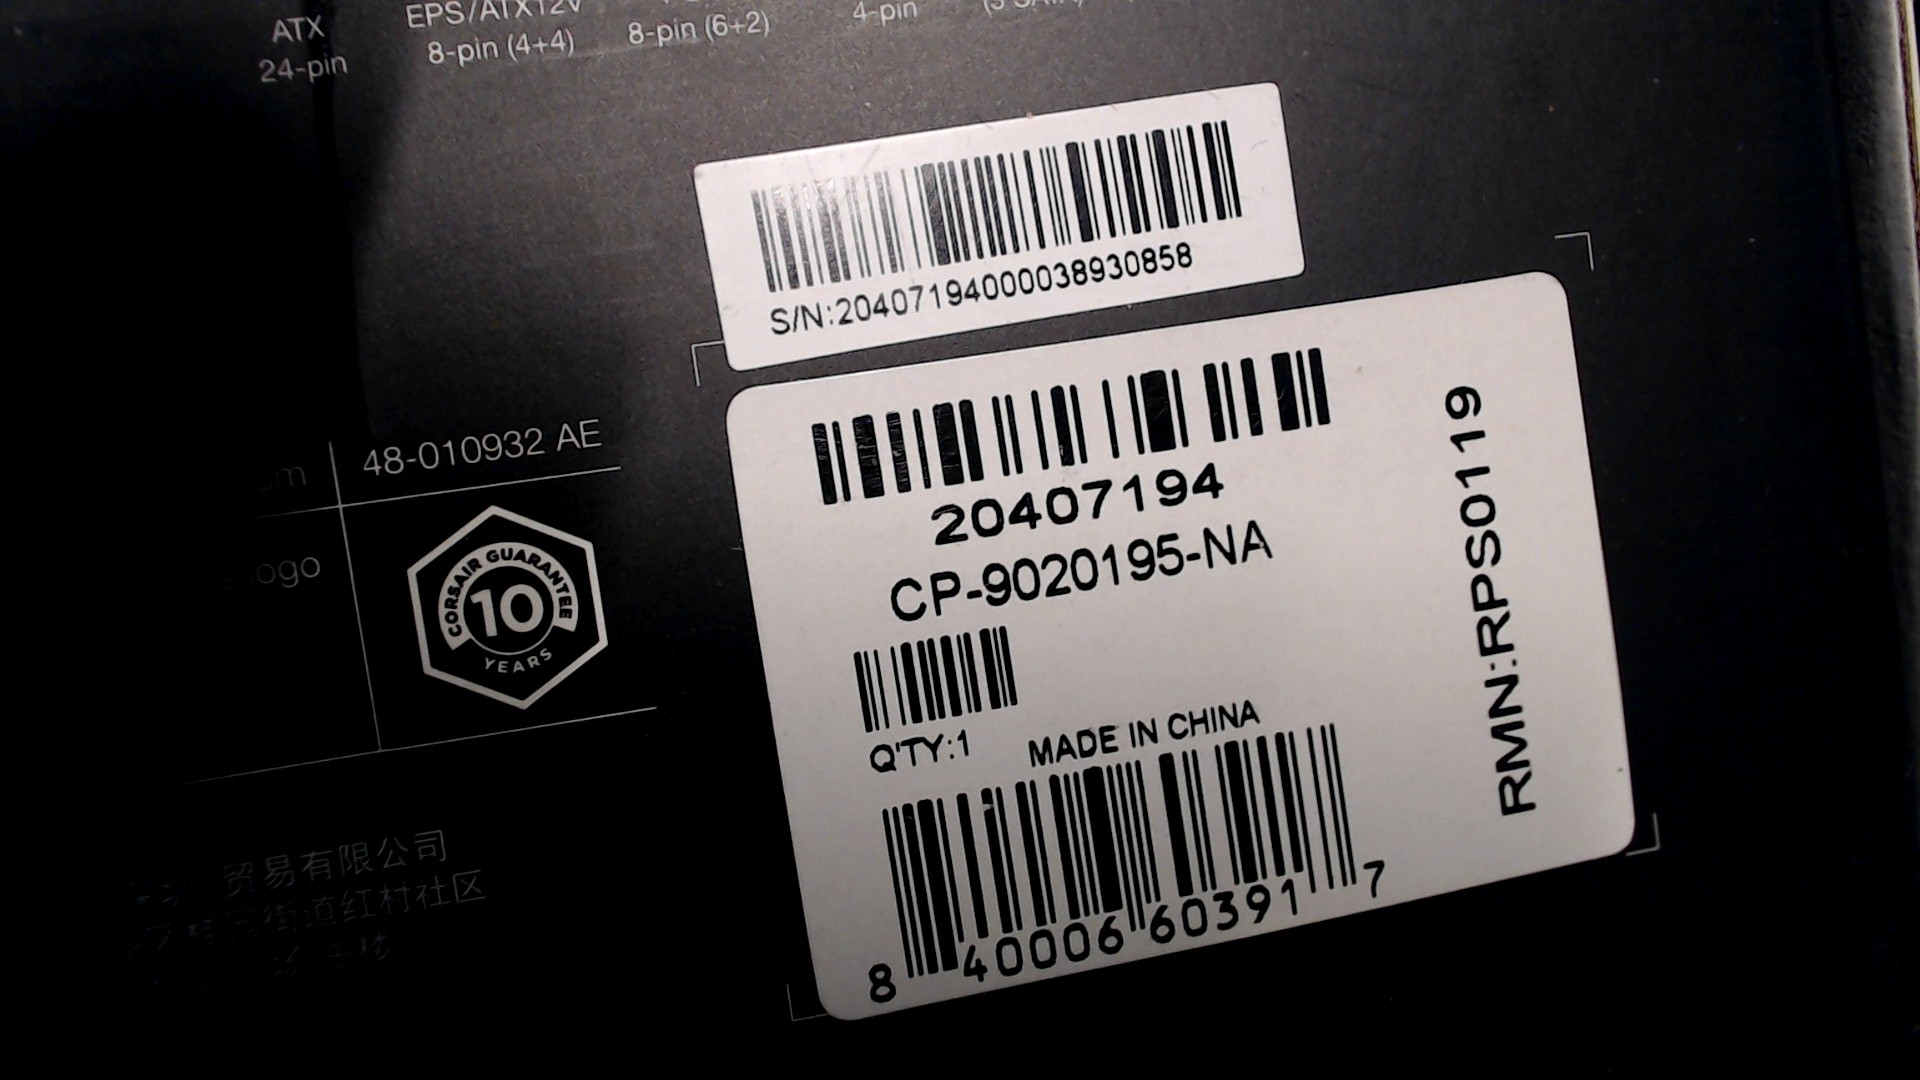 ATX
24-pin
EPS/ATX12V
8-pin (4+4)
8-pin (6+2)
4-pin
S/N:20407194000038930858
20407194
CP-9020195-NA
Q'TY:1
MADE IN CHINA
8 40006 60391 7
RMN:RPS0119
48-010932 AE
CORSAIR GUARANTEE
10
YEARS
贸易有限公司
街道红村社区